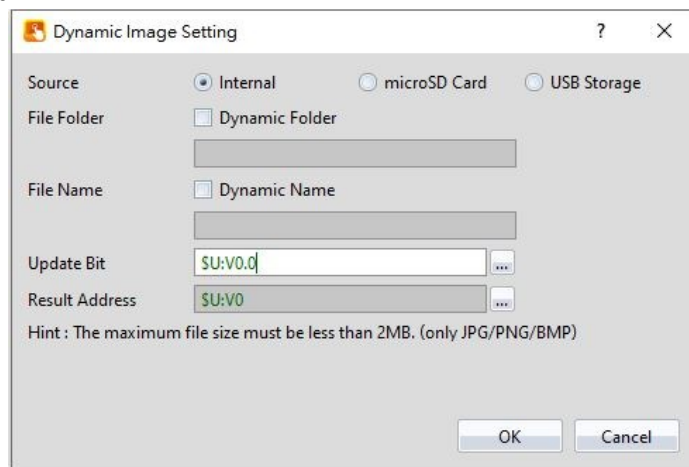 Dynamic Image Setting ?
Source Internal microSD Card USB Storage
File Folder Dynamic Folder
File Name Dynamic Name
Update Bit $U:V0.0 ...
Result Address $U:V0 ...
Hint : The maximum file size must be less than 2MB. (only JPG/PNG/BMP)
OK Cancel